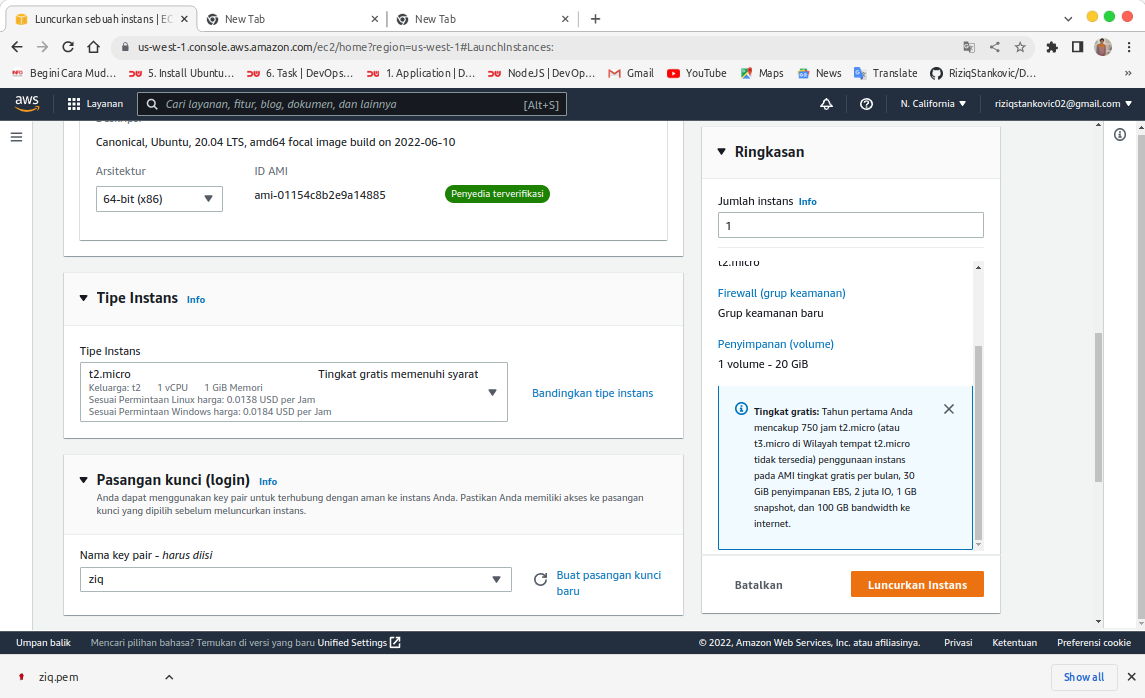 Luncurkan sebuah instans | EC
New Tab
New Tab
us-west-1.console.aws.amazon.com/ec2/home?region=us-west-1#LaunchInstances:
Begini Cara Mud...
5. Install Ubuntu...
6. Task | DevOps...
1. Application | D...
NodeJS | DevOp...
Gmail
YouTube
Maps
News
Translate
RiziqStankovic/D...
»
aws
Layanan
Cari layanan, fitur, blog, dokumen, dan lainnya
[Alt+S]
N. California
riziqstankovic02@gmail.com
Canonical, Ubuntu, 20.04 LTS, amd64 focal image build on 2022-06-10
Arsitektur
ID AMI
64-bit (x86)
ami-01154c8b2e9a14885
Penyedia terverifikasi
Tipe Instans Info
Tipe Instans
t2.micro
Tingkat gratis memenuhi syarat
Keluarga: t2 1 vCPU 1 GiB Memori
Sesuai Permintaan Linux harga: 0.0138 USD per Jam
Sesuai Permintaan Windows harga: 0.0184 USD per Jam
Bandingkan tipe instans
Pasangan kunci (login) Info
Anda dapat menggunakan key pair untuk terhubung dengan aman ke instans Anda. Pastikan Anda memiliki akses ke pasangan
kunci yang dipilih sebelum meluncurkan instans.
Nama key pair - harus diisi
ziq
Buat pasangan kunci
baru
Ringkasan
Jumlah instans Info
1
t2.micro
Firewall (grup keamanan)
Grup keamanan baru
Penyimpanan (volume)
1 volume - 20 GiB
Tingkat gratis: Tahun pertama Anda
mencakup 750 jam t2.micro (atau
t3.micro di Wilayah tempat t2.micro
tidak tersedia) penggunaan instans
pada AMI tingkat gratis per bulan, 30
GiB penyimpanan EBS, 2 juta IO, 1 GB
snapshot, dan 100 GB bandwidth ke
internet.
Batalkan
Luncurkan Instans
Umpan balik
Mencari pilihan bahasa? Temukan di versi yang baru Unified Settings
© 2022, Amazon Web Services, Inc. atau afiliasinya.
Privasi
Ketentuan
Preferensi cookie
ziq.pem
Show all